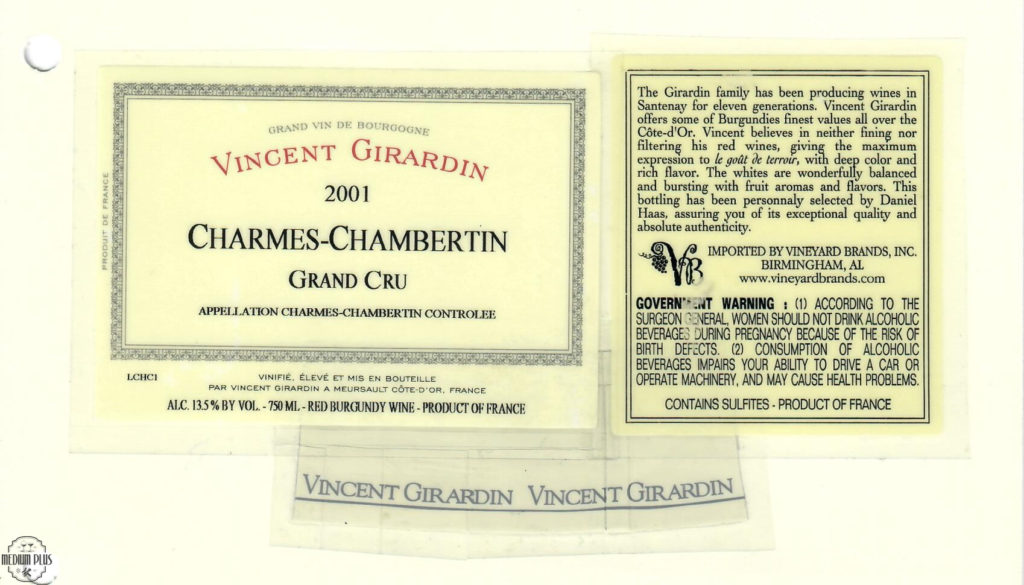 GRAND VIN DE BOURGOGNE
VINCENT GIRARDIN
2001
CHARMES-CHAMBERTIN
GRAND CRU
APPELLATION CHARMES-CHAMBERTIN CONTROLEE
PRODUIT DE FRANCE
LCHC1
VINIFIÉ, ÉLEVÉ ET MIS EN BOUTEILLE
PAR VINCENT GIRARDIN A MEURSAULT CÔTE-D'OR, FRANCE
ALC. 13.5 % BY VOL. - 750 ML - RED BURGUNDY WINE - PRODUCT OF FRANCE
The Girardin family has been producing wines in
Santenay for eleven generations. Vincent Girardin
offers some of Burgundies finest values all over the
Côte-d'Or. Vincent believes in neither fining nor
filtering his red wines, giving the maximum
expression to le goût de terroir, with deep color and
rich flavor. The whites are wonderfully balanced
and bursting with fruit aromas and flavors. This
bottling has been personnaly selected by Daniel
Haas, assuring you of its exceptional quality and
absolute authenticity.
VB
IMPORTED BY VINEYARD BRANDS, INC.
BIRMINGHAM, AL
www.vineyardbrands.com
GOVERNMENT WARNING : (1) ACCORDING TO THE
SURGEON GENERAL, WOMEN SHOULD NOT DRINK ALCOHOLIC
BEVERAGES DURING PREGNANCY BECAUSE OF THE RISK OF
BIRTH DEFECTS. (2) CONSUMPTION OF ALCOHOLIC
BEVERAGES IMPAIRS YOUR ABILITY TO DRIVE A CAR OR
OPERATE MACHINERY, AND MAY CAUSE HEALTH PROBLEMS.
CONTAINS SULFITES - PRODUCT OF FRANCE
VINCENT GIRARDIN VINCENT GIRARDIN
MEDIUM PLUS